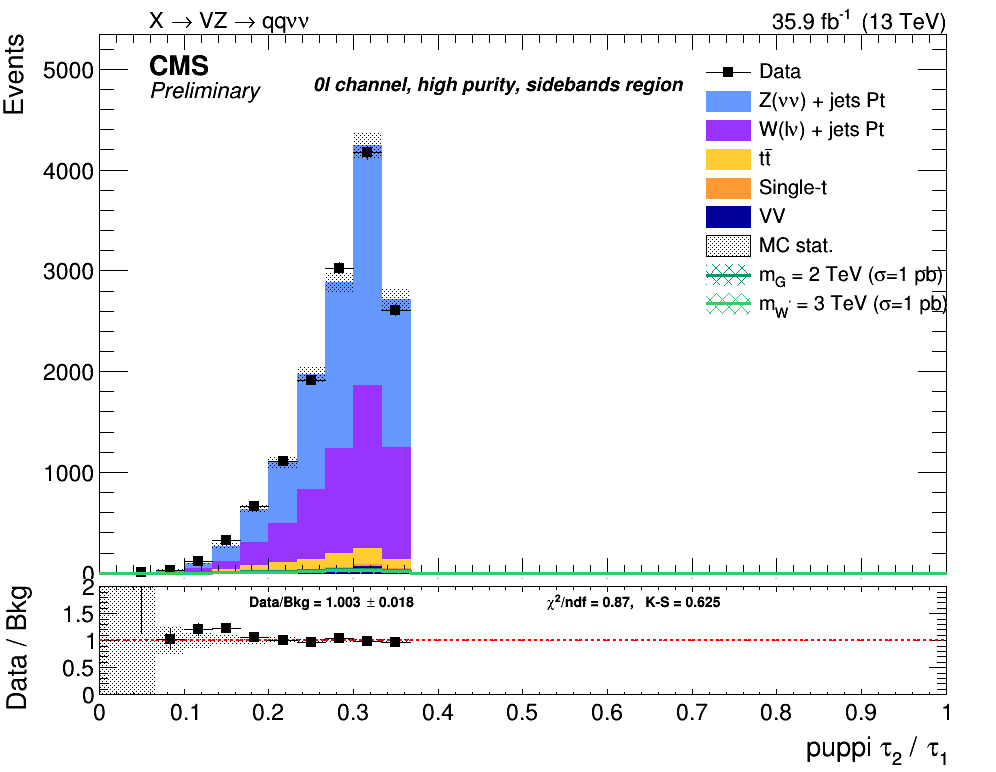 X → VZ → qqνν
35.9 fb⁻¹ (13 TeV)
Events
CMS
Preliminary
0l channel, high purity, sidebands region
Data
Z(νν) + jets Pt
W(lν) + jets Pt
tt̄
Single-t
VV
MC stat.
m_G = 2 TeV (σ=1 pb)
m_W' = 3 TeV (σ=1 pb)
5000
4000
3000
2000
1000
0
Data / Bkg
2
1.5
1
0.5
0
Data/Bkg = 1.003 ± 0.018
χ²/ndf = 0.87, K-S = 0.625
0 0.1 0.2 0.3 0.4 0.5 0.6 0.7 0.8 0.9 1
puppi τ₂ / τ₁